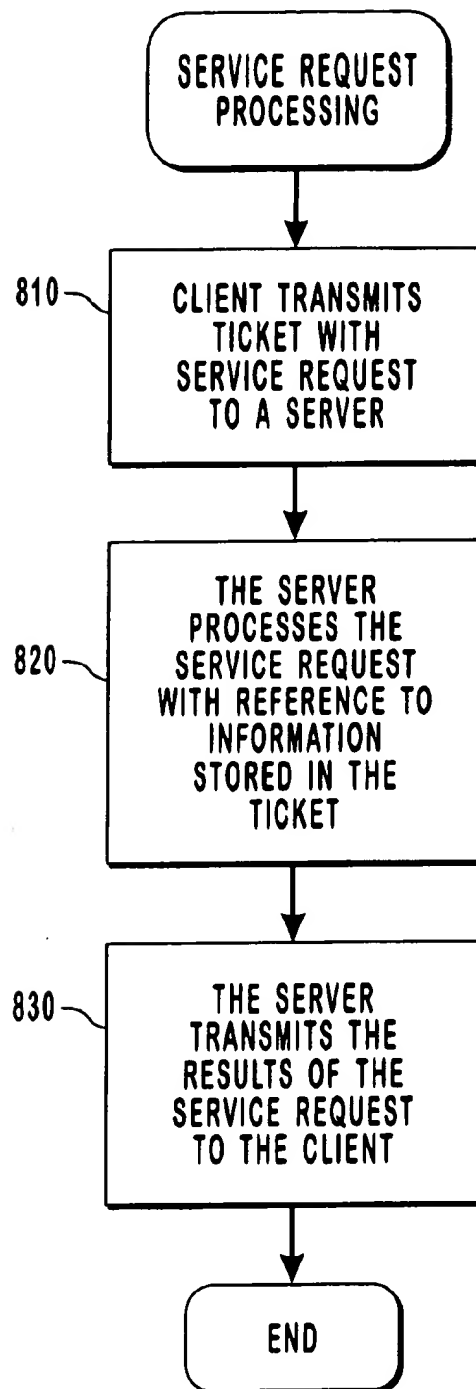 SERVICE REQUEST
PROCESSING
810
CLIENT TRANSMITS
TICKET WITH
SERVICE REQUEST
TO A SERVER
820
THE SERVER
PROCESSES THE
SERVICE REQUEST
WITH REFERENCE TO
INFORMATION
STORED IN THE
TICKET
830
THE SERVER
TRANSMITS THE
RESULTS OF THE
SERVICE REQUEST
TO THE CLIENT
END